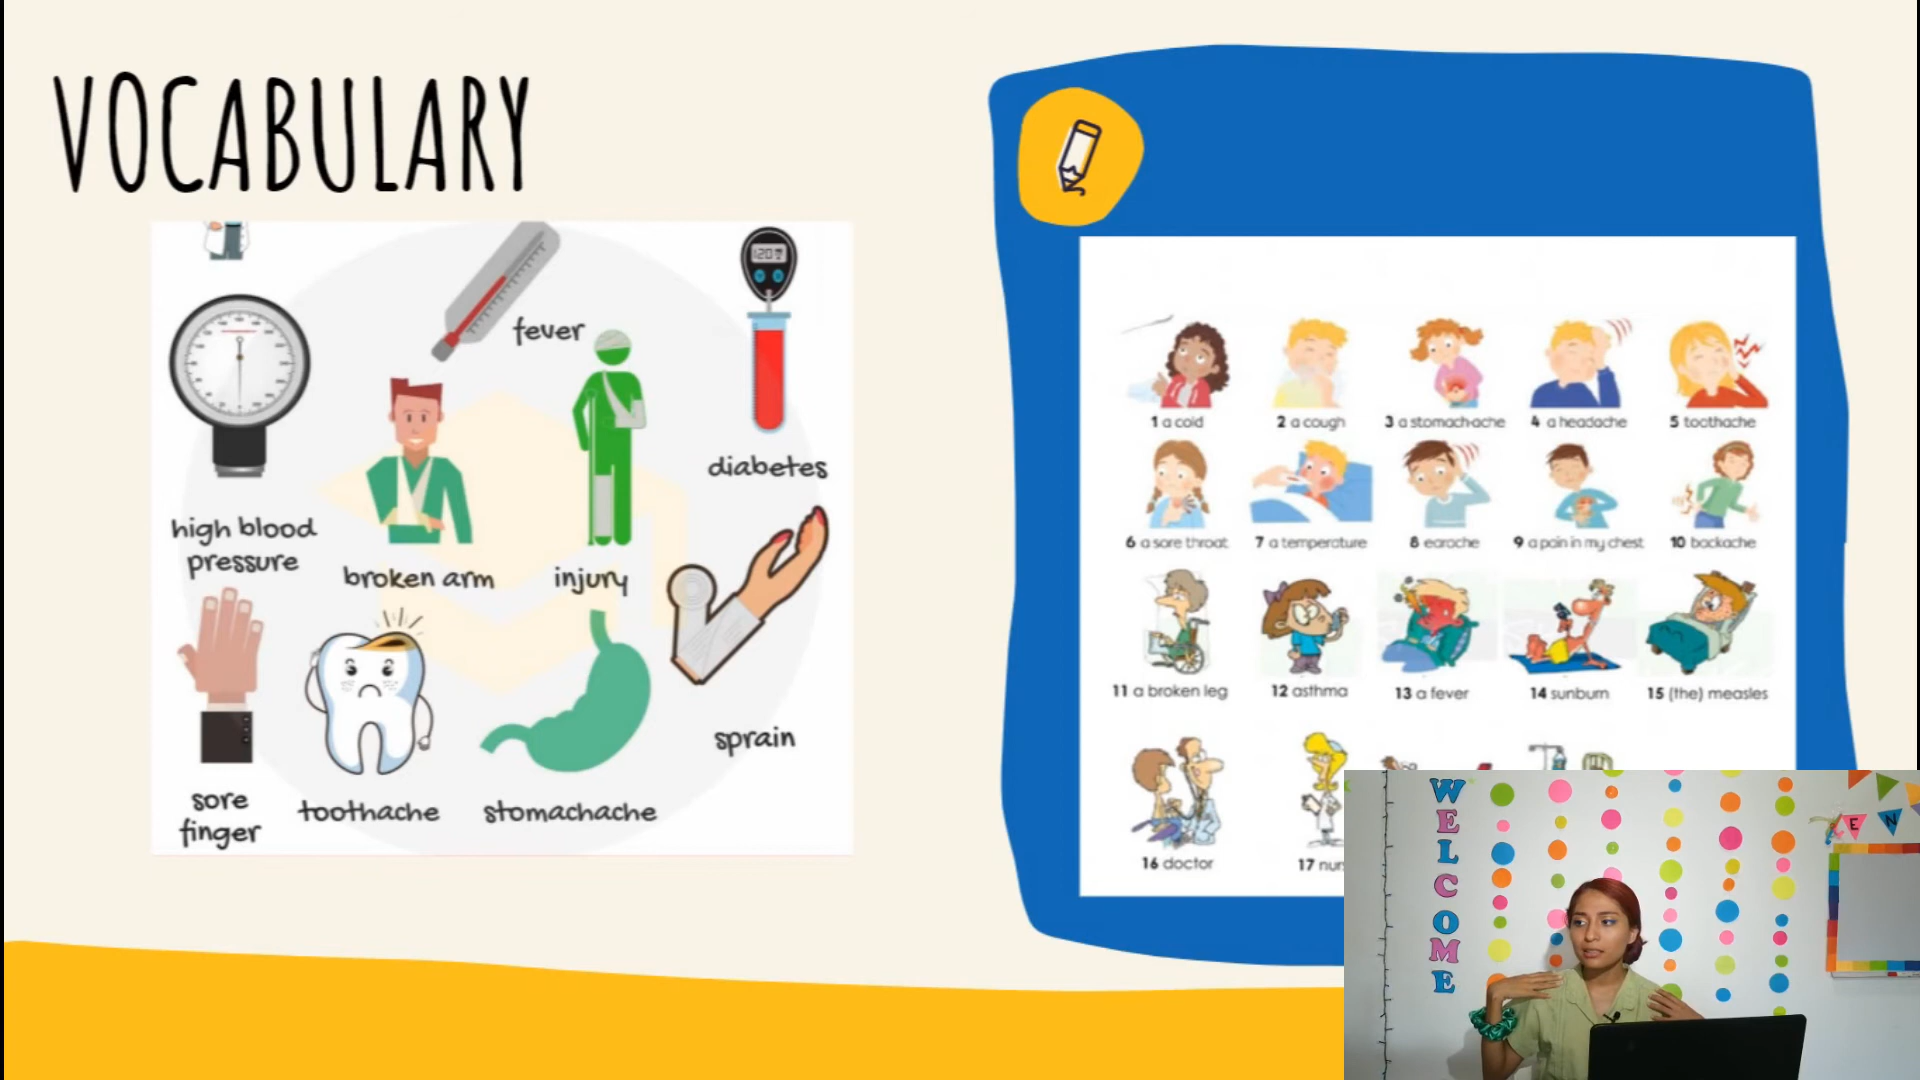 VOCABULARY
fever
diabetes
high blood
pressure
broken arm
injury
sprain
sore
finger
toothache
stomachache
120
1 a cold
2 a cough
3 a stomach-ache
4 a headache
5 toothache
6 a sore throat
7 a temperature
8 earache
9 a pain in my chest
10 backache
11 a broken leg
12 asthma
13 a fever
14 sunburn
15 (the) measles
16 doctor
17 nur
WELCOME
E N